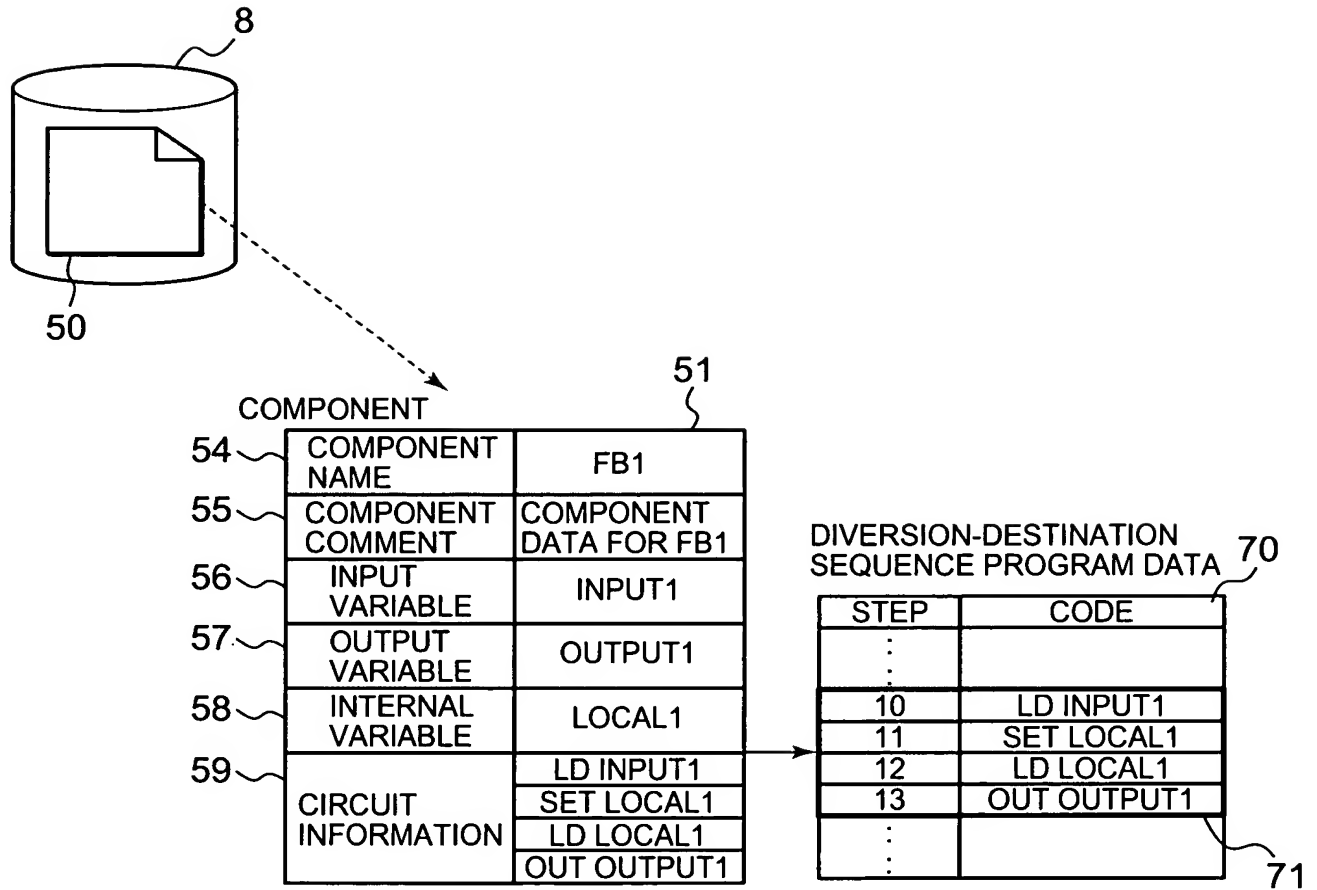 8
50
51
COMPONENT
54
COMPONENT
NAME
FB1
55
COMPONENT
COMMENT
COMPONENT
DATA FOR FB1
56
INPUT
VARIABLE
INPUT1
57
OUTPUT
VARIABLE
OUTPUT1
58
INTERNAL
VARIABLE
LOCAL1
59
CIRCUIT
INFORMATION
LD INPUT1
SET LOCAL1
LD LOCAL1
OUT OUTPUT1
DIVERSION-DESTINATION
SEQUENCE PROGRAM DATA
70
STEP CODE
10 LD INPUT1
11 SET LOCAL1
12 LD LOCAL1
13 OUT OUTPUT1
71